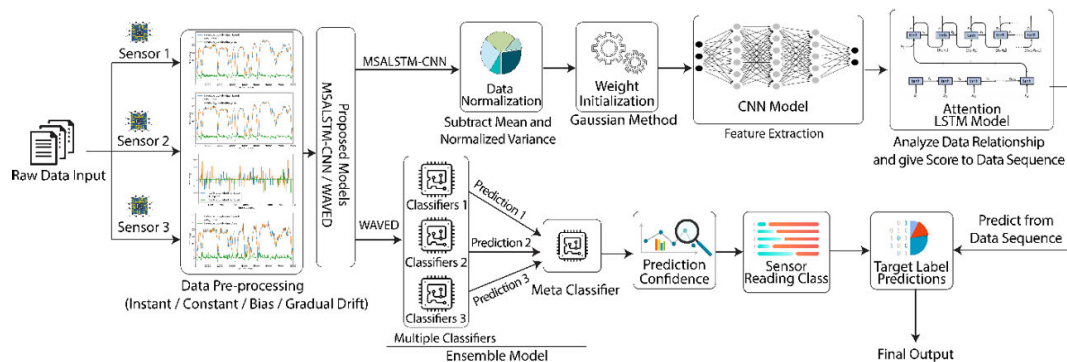 Sensor 1
Sensor 2
Sensor 3
Raw Data Input
Data Pre-processing
(Instant / Constant / Bias / Gradual Drift)
Proposed Models
MSALSTM-CNN / WAVED
MSALSTM-CNN
Data
Normalization
Subtract Mean and
Normalized Variance
Weight
Initialization
Gaussian Method
CNN Model
Feature Extraction
Attention
LSTM Model
Analyze Data Relationship
and give Score to Data Sequence
WAVED
Classifiers 1
Classifiers 2
Classifiers 3
Multiple Classifiers
Ensemble Model
Prediction 1
Prediction 2
Prediction 3
Meta Classifier
Prediction
Confidence
Sensor
Reading Class
Target Label
Predictions
Predict from
Data Sequence
Final Output